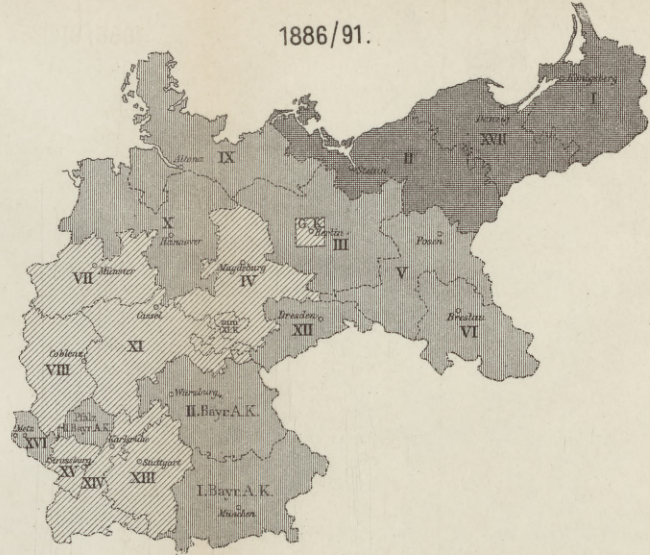 1886/91.
Königsberg
I
Danzig
XVII
II
Stettin
Altona
IX
X
Hannover
G. K.
Berlin
III
Posen
V
VII
Münster
Magdeburg
IV
Cassel
zum
XI.K.
Dresden
XII
Breslau
VI
XI
Coblenz
VIII
Würzburg
II. Bayr. A.K.
Pfalz
II.Bayr.A.K.
Metz
XVI
Karlsruhe
Strassburg
XV
XIV
Stuttgart
XIII
I. Bayr. A.K.
München